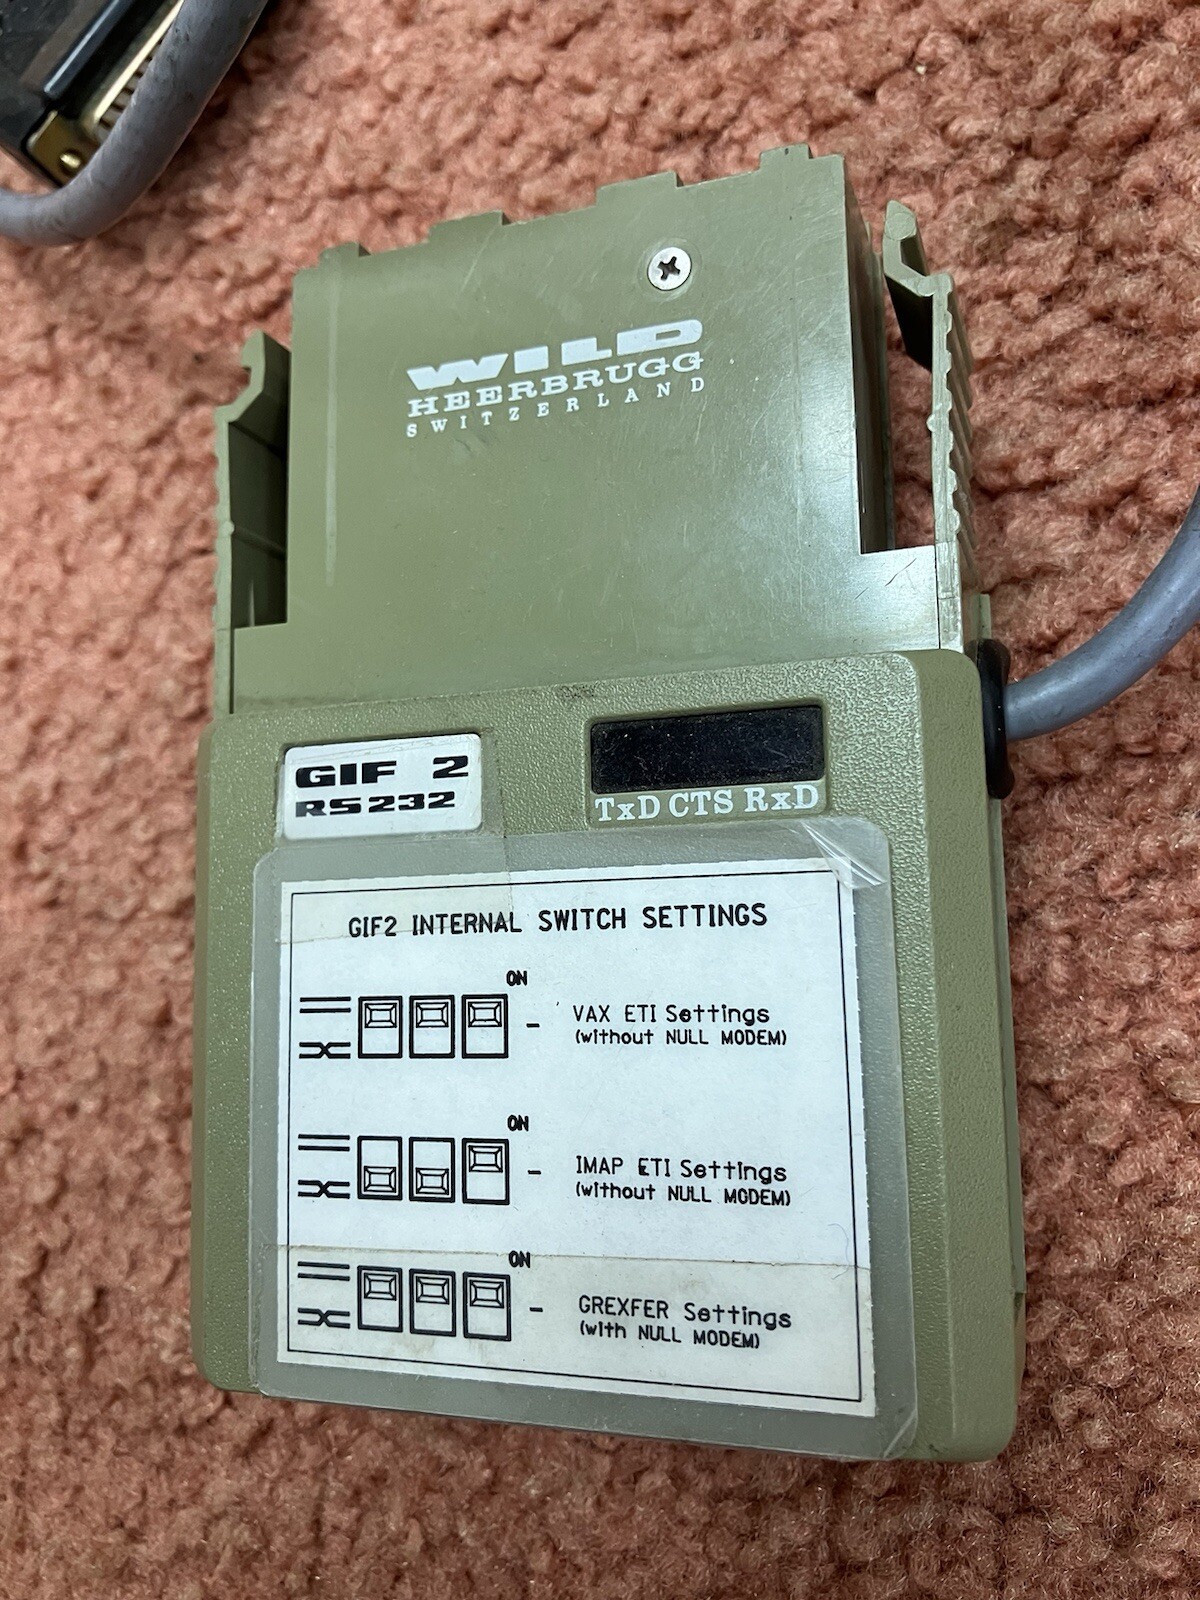 WILD
HEERBRUGG
SWITZERLAND
GIF 2
RS232
TxD CTS RxD
GIF2 INTERNAL SWITCH SETTINGS
ON
- VAX ETI Settings
(without NULL MODEM)
ON
- IMAP ETI Settings
(without NULL MODEM)
ON
- GREXFER Settings
(with NULL MODEM)